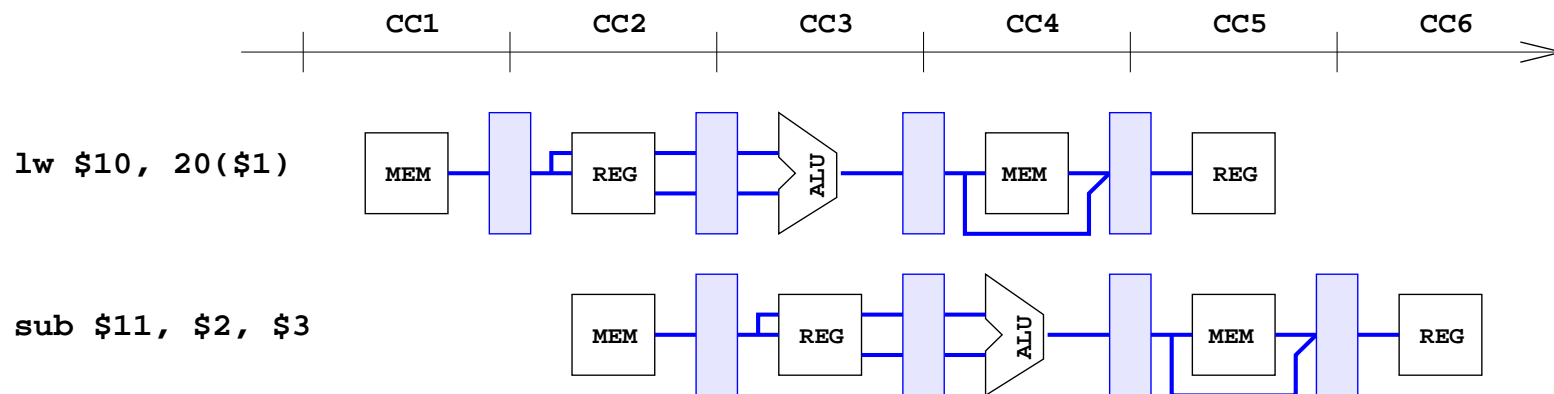 CC1 CC2 CC3 CC4 CC5 CC6
lw $10, 20($1) MEM REG ALU MEM REG
sub $11, $2, $3 MEM REG ALU MEM REG